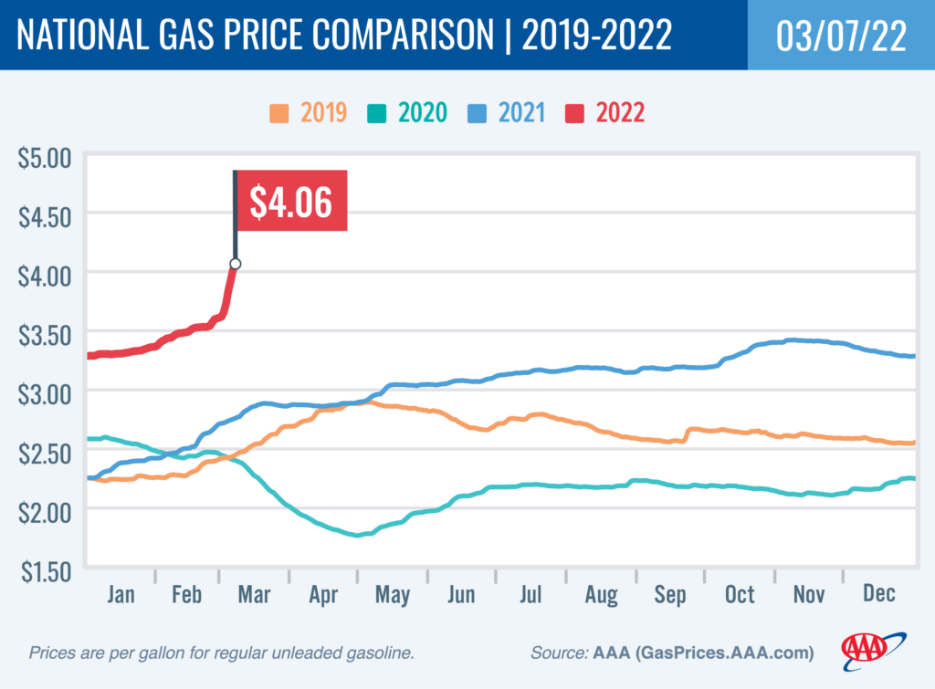 NATIONAL GAS PRICE COMPARISON | 2019-2022
03/07/22
2019 2020 2021 2022
$5.00
$4.06
$4.50
$4.00
$3.50
$3.00
$2.50
$2.00
$1.50
Jan Feb Mar Apr May Jun Jul Aug Sep Oct Nov Dec
Prices are per gallon for regular unleaded gasoline.
Source: AAA (GasPrices.AAA.com)
AAA